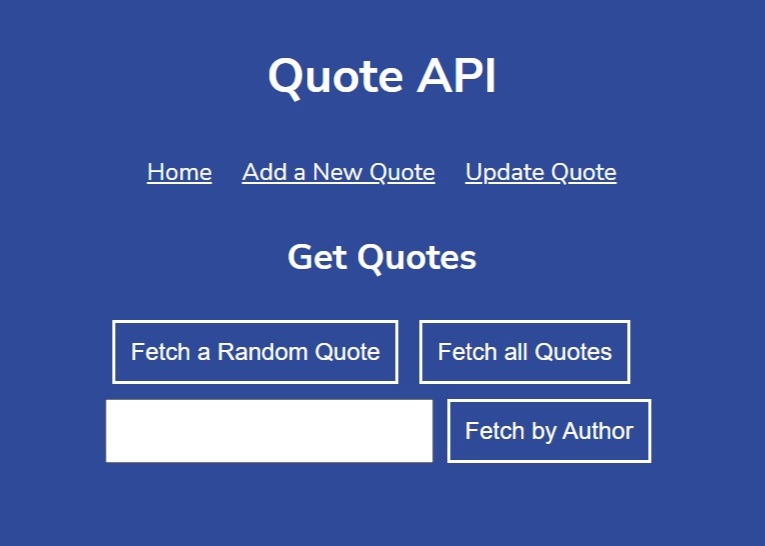 Quote API
Home Add a New Quote Update Quote
Get Quotes
Fetch a Random Quote Fetch all Quotes
Fetch by Author